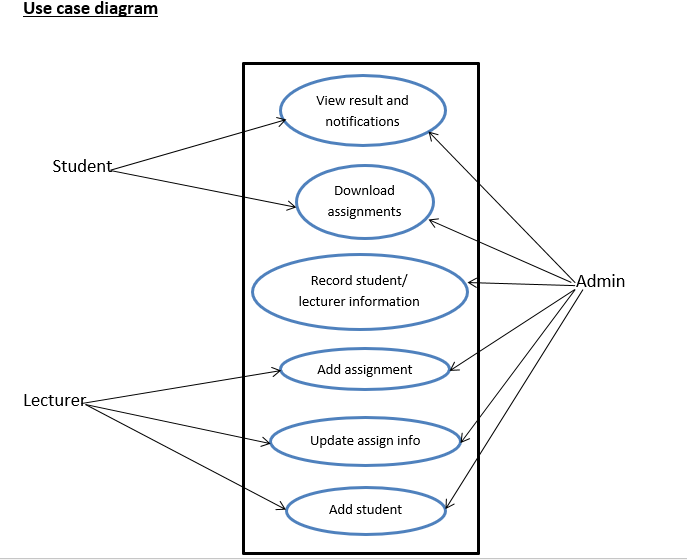 Use case diagram
View result and
notifications
Student
Download
assignments
Record student/
lecturer information
Admin
Add assignment
Lecturer
Update assign info
Add student